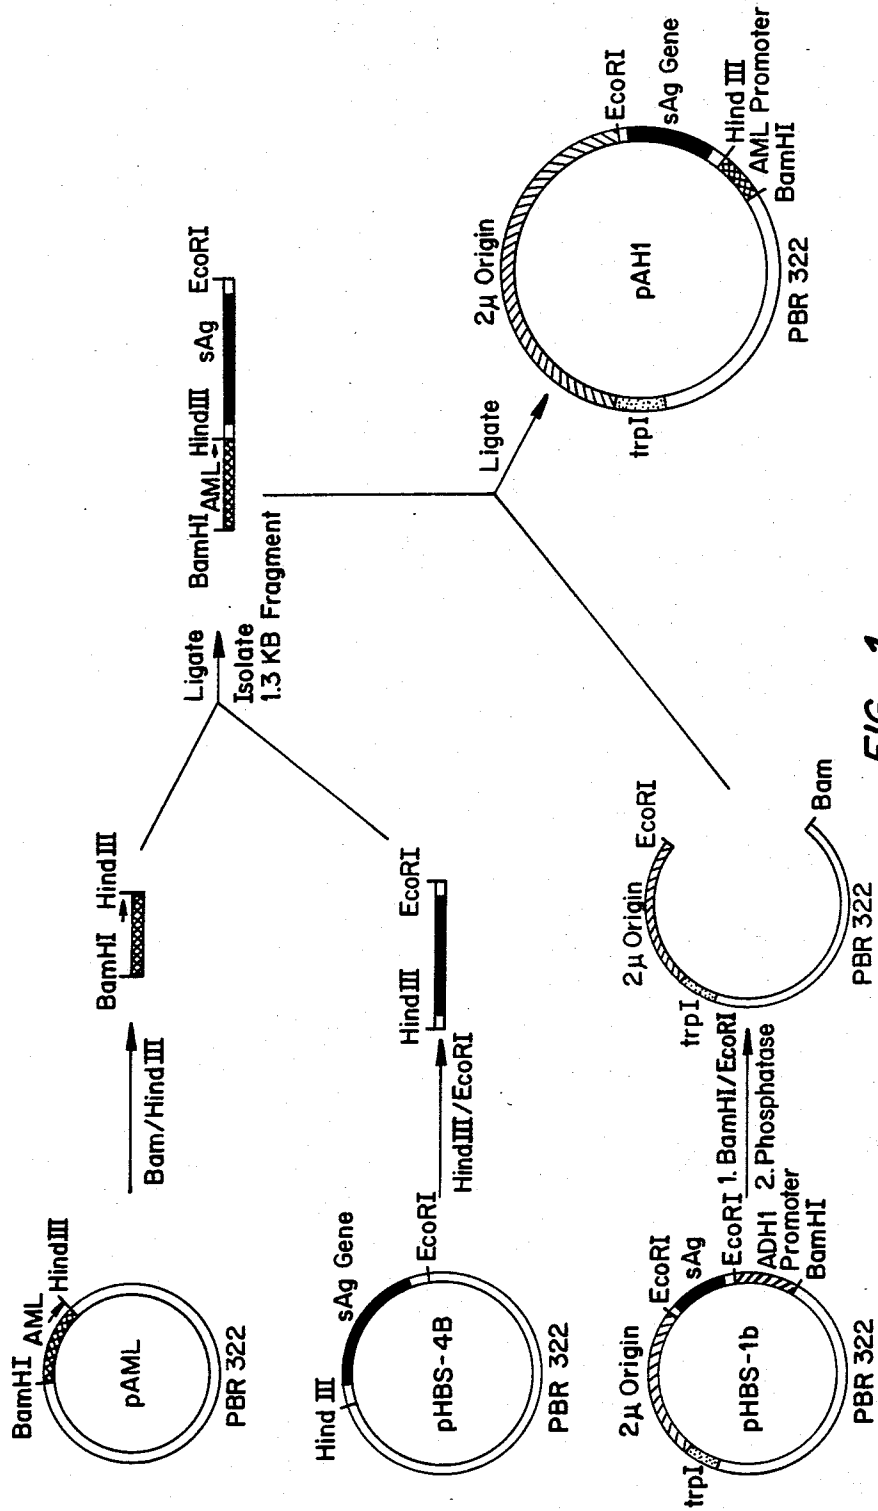 BamHI
AML
HindIII
pAML
PBR 322
Bam/HindIII
BamHI
HindIII
Hind III
sAg Gene
EcoRI
pHBS-4B
PBR 322
HindIII/EcoRI
HindIII
EcoRI
Ligate
Isolate
1.3 KB Fragment
BamHI
AML
HindIII
sAg
EcoRI
2μ Origin
EcoRI
sAg
EcoRI
ADH1
Promoter
BamHI
trpI
pHBS-1b
PBR 322
1. BamHI/EcoRI
2. Phosphatase
2μ Origin
EcoRI
trpI
Bam
PBR 322
Ligate
2μ Origin
EcoRI
sAg Gene
Hind III
AML Promoter
BamHI
trpI
pAH1
PBR 322